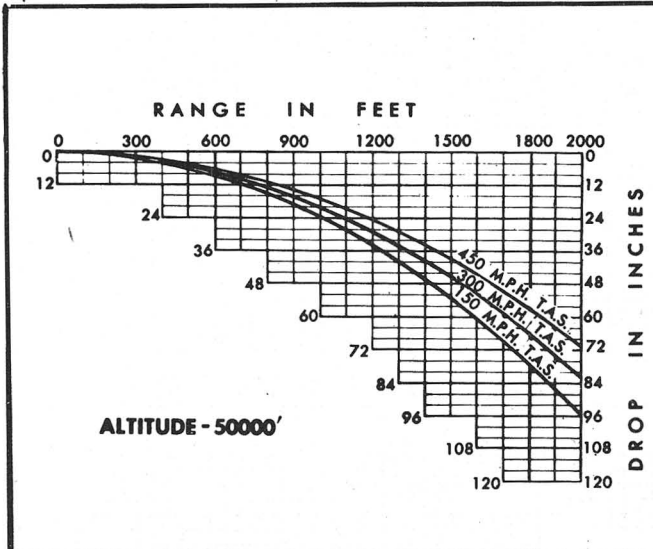 RANGE IN FEET
0 300 600 900 1200 1500 1800 2000
0 0
12 12
24 24
36 36
48 48
60 60
72 72
84 84
96 96
108 108
120 120
450 M.P.H. T.A.S.
300 M.P.H. T.A.S.
150 M.P.H. T.A.S.
DROP IN INCHES
ALTITUDE - 50000'